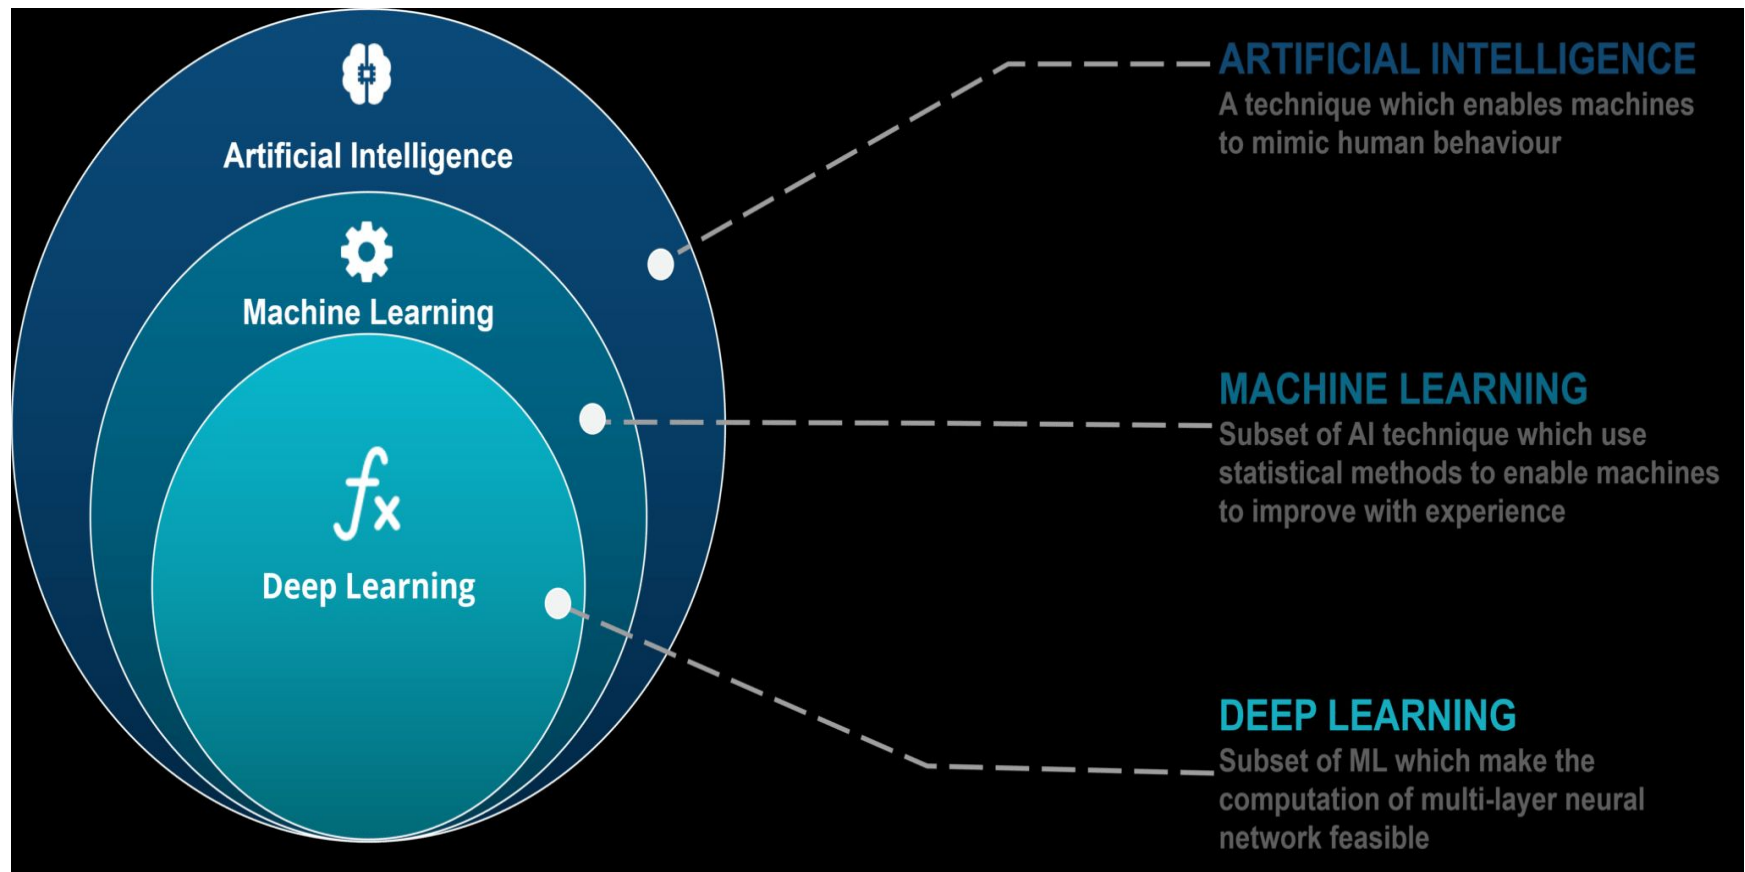 Artificial Intelligence
Machine Learning
fx
Deep Learning
ARTIFICIAL INTELLIGENCE
A technique which enables machines
to mimic human behaviour
MACHINE LEARNING
Subset of AI technique which use
statistical methods to enable machines
to improve with experience
DEEP LEARNING
Subset of ML which make the
computation of multi-layer neural
network feasible